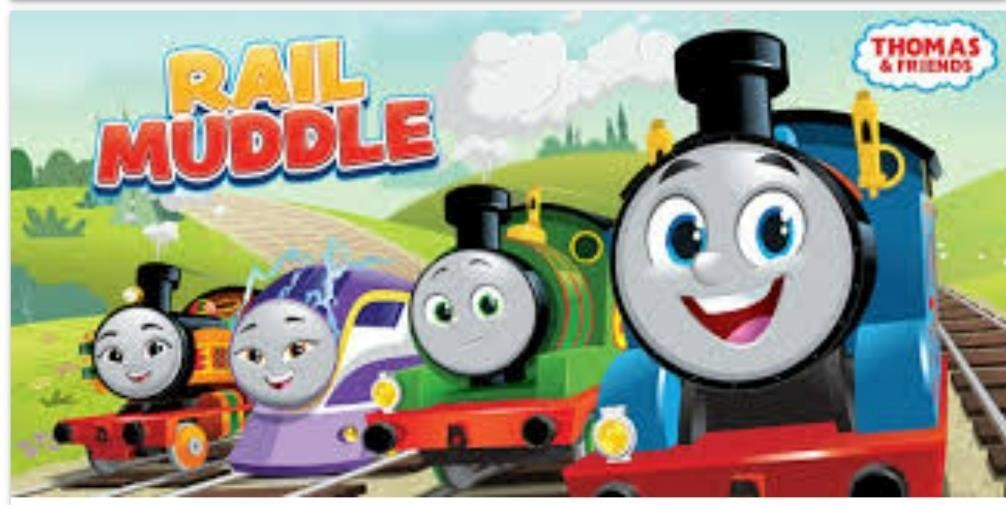 RAIL
MUDDLE
THOMAS
& FRIENDS